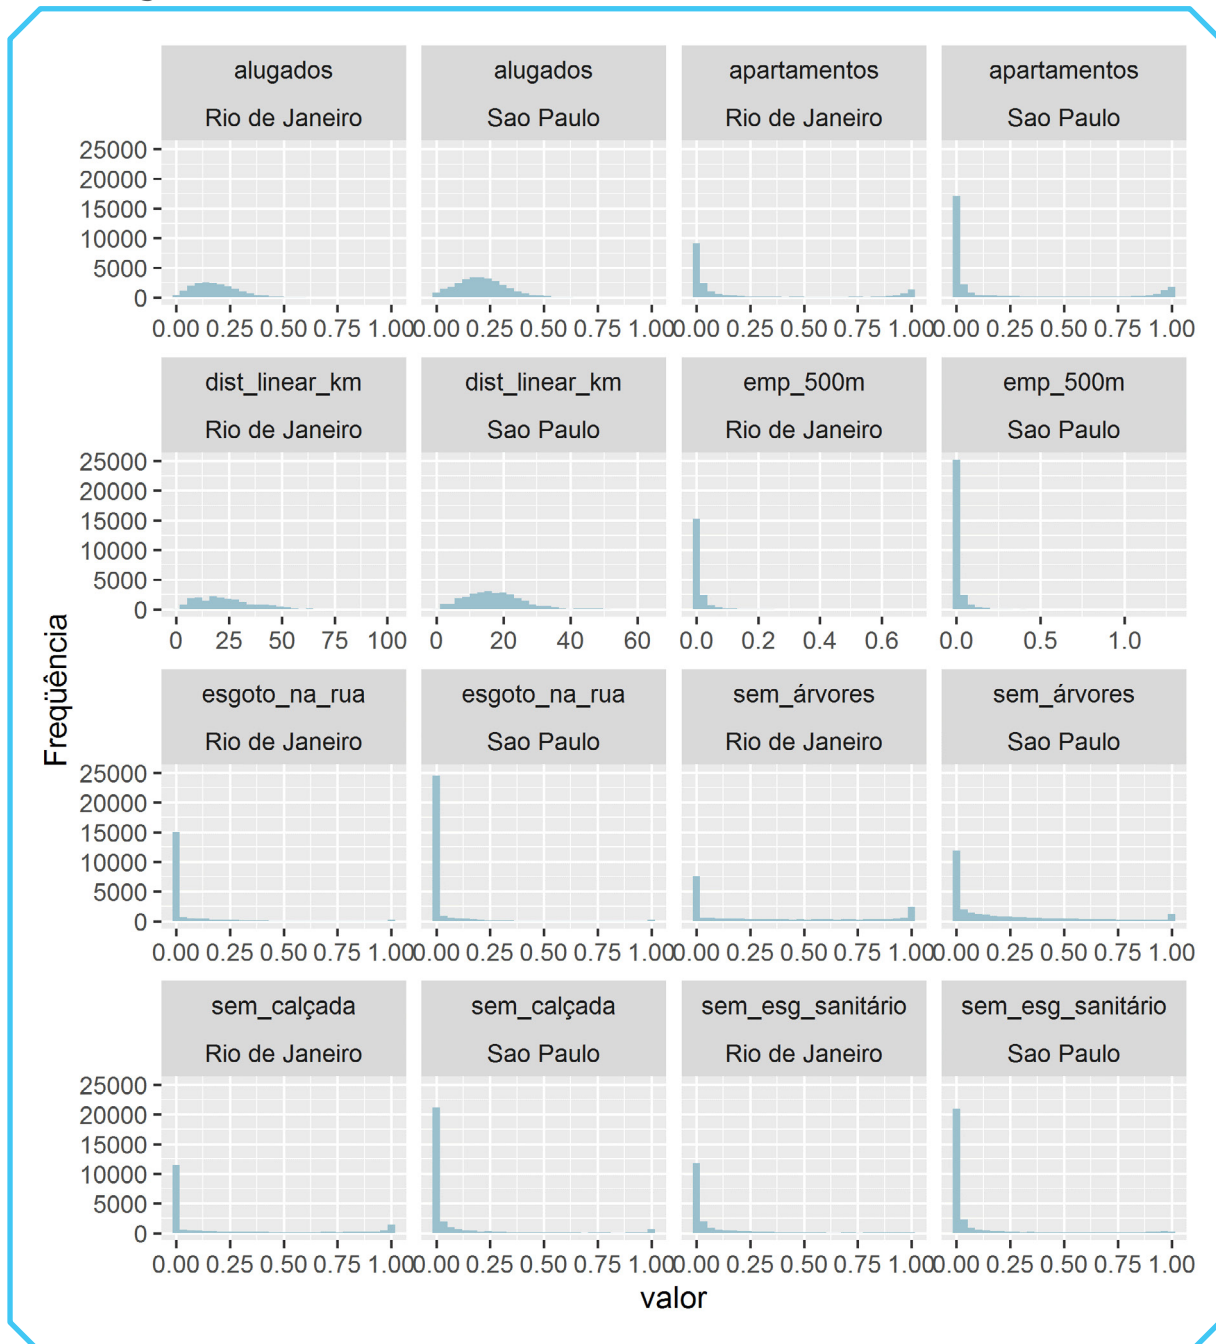 alugados alugados apartamentos apartamentos
Rio de Janeiro Sao Paulo Rio de Janeiro Sao Paulo
25000
20000
15000
10000
5000
0
0.00 0.25 0.50 0.75 1.00 0.00 0.25 0.50 0.75 1.00 0.00 0.25 0.50 0.75 1.00 0.00 0.25 0.50 0.75 1.00
dist_linear_km dist_linear_km emp_500m emp_500m
Rio de Janeiro Sao Paulo Rio de Janeiro Sao Paulo
25000
20000
15000
10000
5000
0
0 25 50 75 100 0 20 40 60 0.0 0.2 0.4 0.6 0.0 0.5 1.0
Freqüência
esgoto_na_rua esgoto_na_rua sem_árvores sem_árvores
Rio de Janeiro Sao Paulo Rio de Janeiro Sao Paulo
25000
20000
15000
10000
5000
0
0.00 0.25 0.50 0.75 1.00 0.00 0.25 0.50 0.75 1.00 0.00 0.25 0.50 0.75 1.00 0.00 0.25 0.50 0.75 1.00
sem_calçada sem_calçada sem_esg_sanitário sem_esg_sanitário
Rio de Janeiro Sao Paulo Rio de Janeiro Sao Paulo
25000
20000
15000
10000
5000
0
0.00 0.25 0.50 0.75 1.00 0.00 0.25 0.50 0.75 1.00 0.00 0.25 0.50 0.75 1.00 0.00 0.25 0.50 0.75 1.00
valor